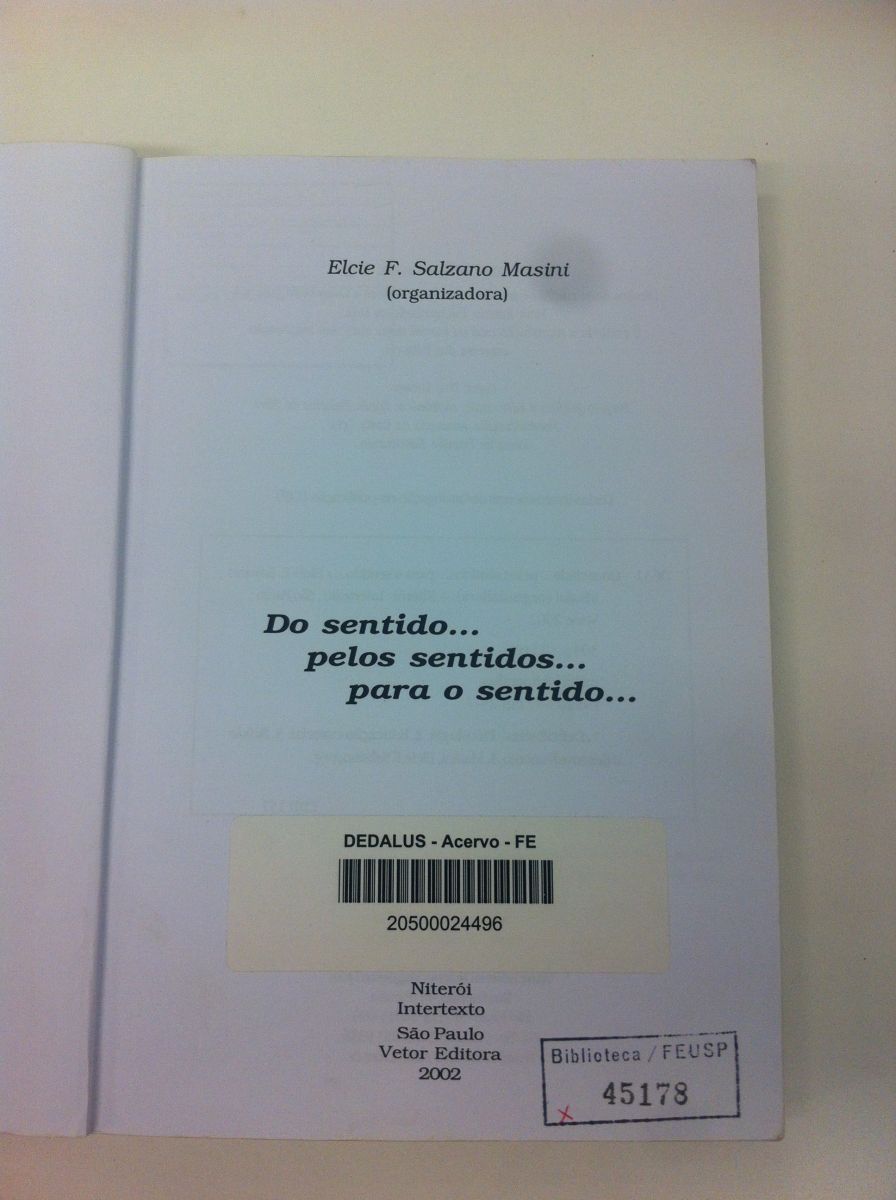 Elcie F. Salzano Masini
(organizadora)
Do sentido...
pelos sentidos...
para o sentido...
DEDALUS - Acervo - FE
20500024496
Niterói
Intertexto
São Paulo
Vetor Editora
2002
Biblioteca / FEUSP
45178
x